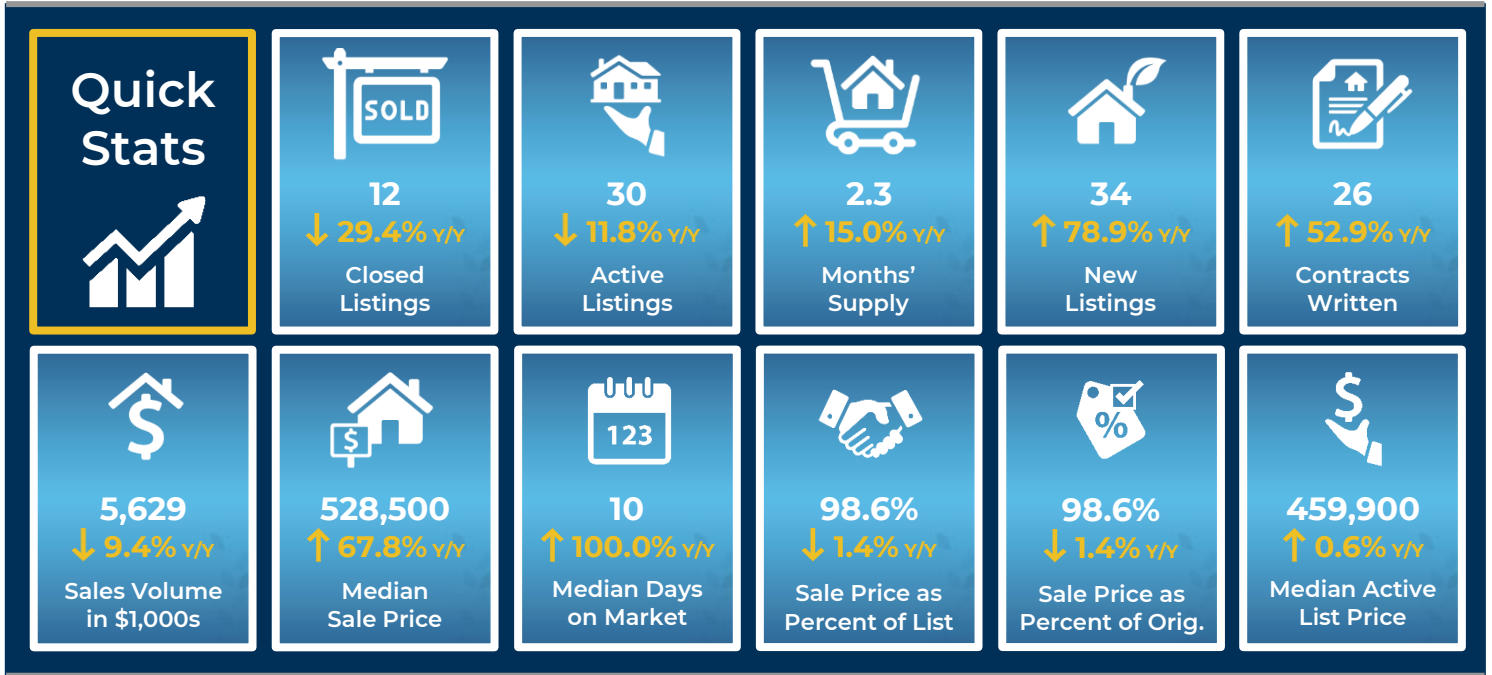 Quick
Stats
SOLD
12
↓ 29.4% Y/Y
Closed
Listings
30
↓ 11.8% Y/Y
Active
Listings
2.3
↑ 15.0% Y/Y
Months’
Supply
34
↑ 78.9% Y/Y
New
Listings
26
↑ 52.9% Y/Y
Contracts
Written
$
5,629
↓ 9.4% Y/Y
Sales Volume
in $1,000s
$
528,500
↑ 67.8% Y/Y
Median
Sale Price
123
10
↑ 100.0% Y/Y
Median Days
on Market
98.6%
↓ 1.4% Y/Y
Sale Price as
Percent of List
%
98.6%
↓ 1.4% Y/Y
Sale Price as
Percent of Orig.
$
459,900
↑ 0.6% Y/Y
Median Active
List Price